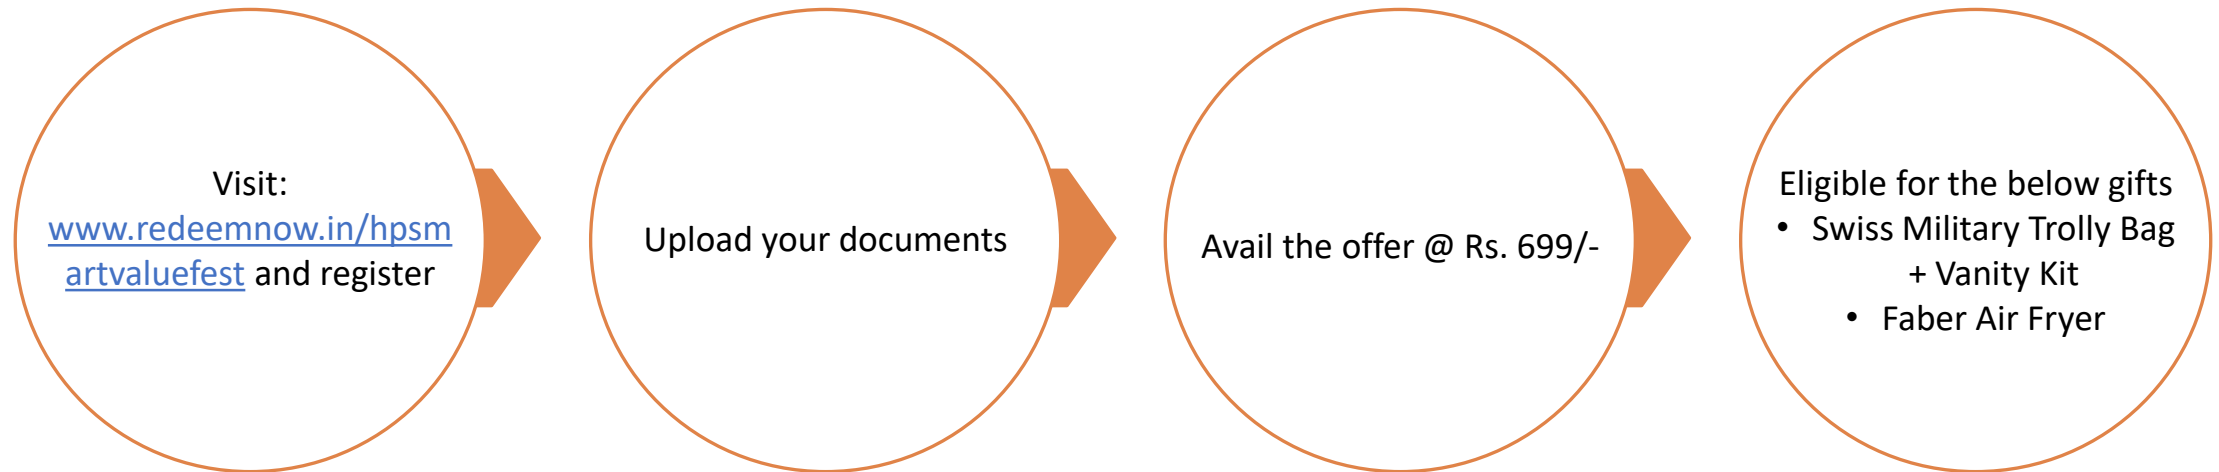 Visit:
www.redeemnow.in/hpsm
artvaluefest and register
Upload your documents
Avail the offer @ Rs. 699/-
Eligible for the below gifts
• Swiss Military Trolly Bag
+ Vanity Kit
• Faber Air Fryer